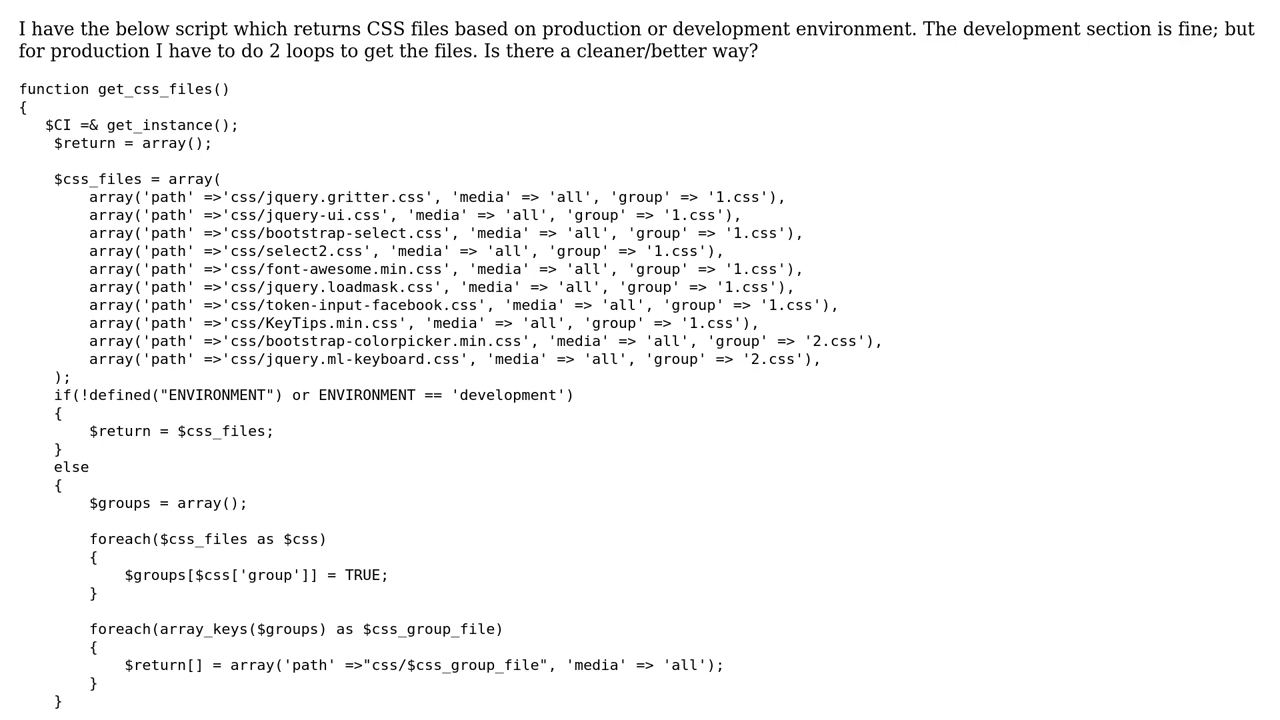 I have the below script which returns CSS files based on production or development environment. The development section is fine; but
for production I have to do 2 loops to get the files. Is there a cleaner/better way?
function get_css_files()
{
$CI =& get_instance();
$return = array();
$css_files = array(
array('path' =>'css/jquery.gritter.css', 'media' => 'all', 'group' => '1.css'),
array('path' =>'css/jquery-ui.css', 'media' => 'all', 'group' => '1.css'),
array('path' =>'css/bootstrap-select.css', 'media' => 'all', 'group' => '1.css'),
array('path' =>'css/select2.css', 'media' => 'all', 'group' => '1.css'),
array('path' =>'css/font-awesome.min.css', 'media' => 'all', 'group' => '1.css'),
array('path' =>'css/jquery.loadmask.css', 'media' => 'all', 'group' => '1.css'),
array('path' =>'css/token-input-facebook.css', 'media' => 'all', 'group' => '1.css'),
array('path' =>'css/KeyTips.min.css', 'media' => 'all', 'group' => '1.css'),
array('path' =>'css/bootstrap-colorpicker.min.css', 'media' => 'all', 'group' => '2.css'),
array('path' =>'css/jquery.ml-keyboard.css', 'media' => 'all', 'group' => '2.css'),
);
if(!defined("ENVIRONMENT") or ENVIRONMENT == 'development')
{
$return = $css_files;
}
else
{
$groups = array();
foreach($css_files as $css)
{
$groups[$css['group']] = TRUE;
}
foreach(array_keys($groups) as $css_group_file)
{
$return[] = array('path' =>"css/$css_group_file", 'media' => 'all');
}
}